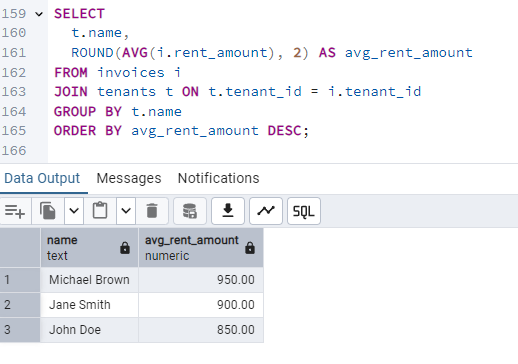 159 SELECT
160 t.name,
161 ROUND(AVG(i.rent_amount), 2) AS avg_rent_amount
162 FROM invoices i
163 JOIN tenants t ON t.tenant_id = i.tenant_id
164 GROUP BY t.name
165 ORDER BY avg_rent_amount DESC;
166
Data Output Messages Notifications
SQL
name avg_rent_amount
text numeric
1 Michael Brown 950.00
2 Jane Smith 900.00
3 John Doe 850.00